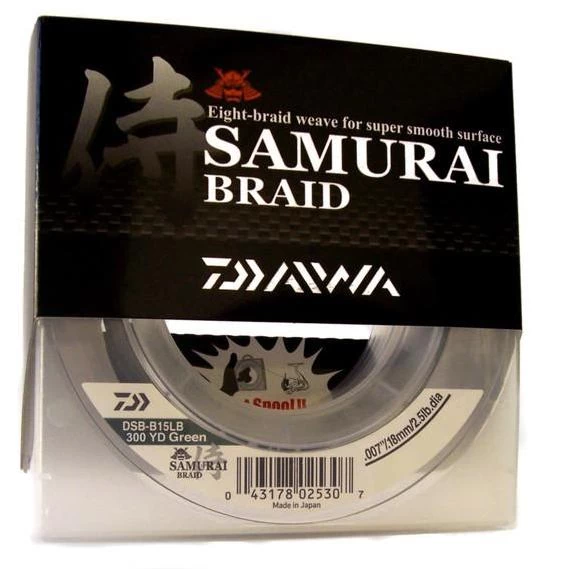 侍
Eight-braid weave for super smooth surface
SAMURAI
BRAID
DAIWA
Spool!!
DSB-B15LB
300 YD Green
侍
SAMURAI
BRAID
.007"/.18mm/2.5lb.dia
0 43178 02530 7
Made in Japan